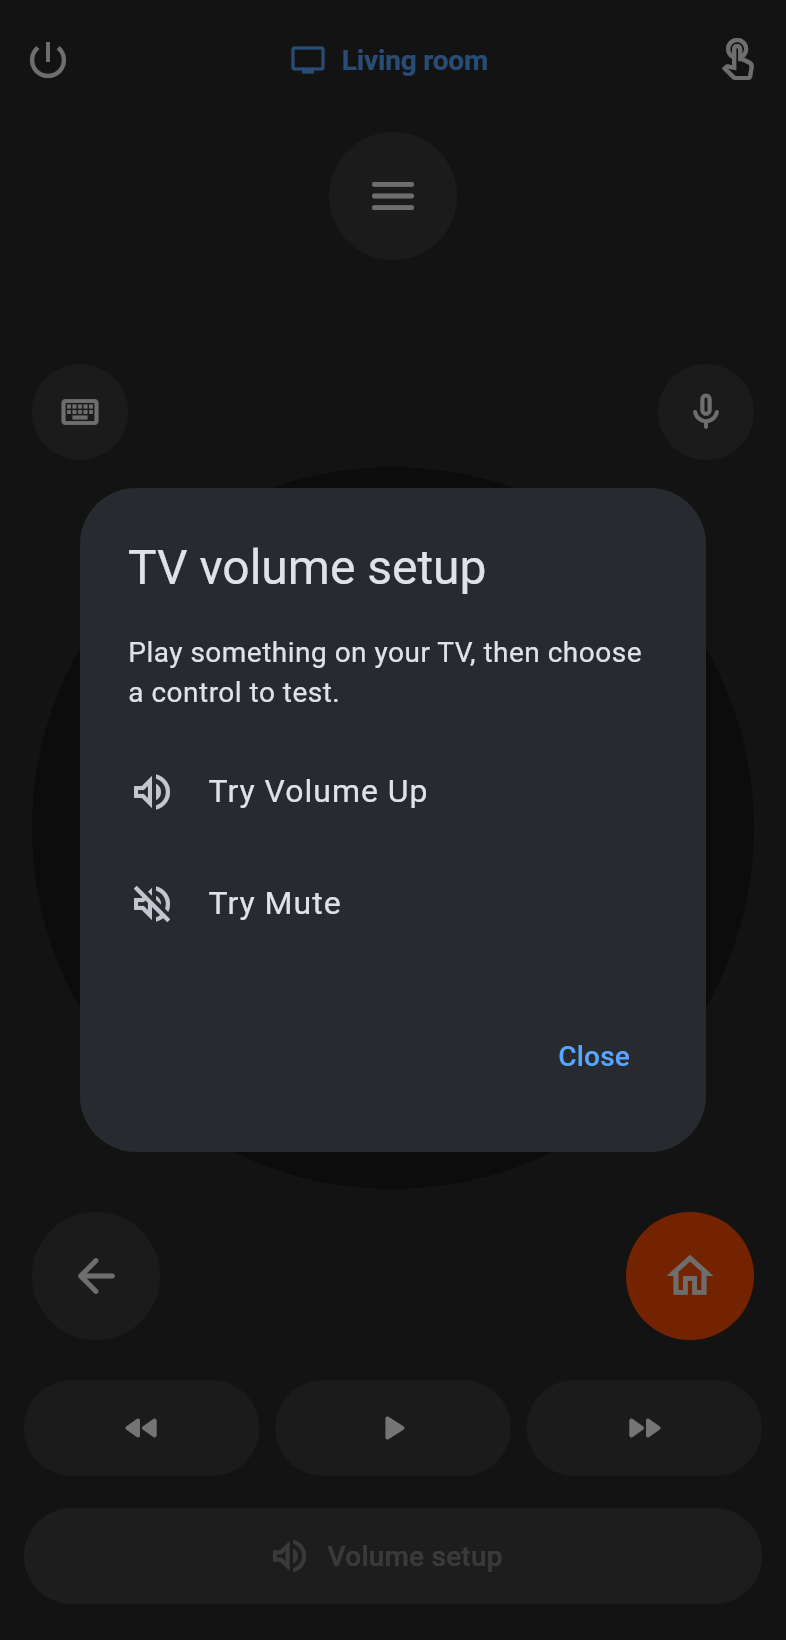 Living room
TV volume setup
Play something on your TV, then choose
a control to test.
Try Volume Up
Try Mute
Close
Volume setup